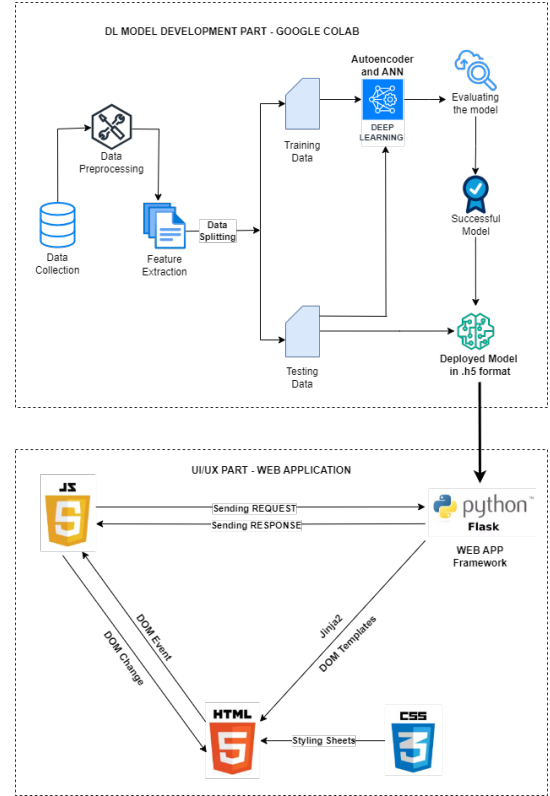 DL MODEL DEVELOPMENT PART - GOOGLE COLAB
Autoencoder
and ANN
DEEP
LEARNING
Evaluating
the model
Training
Data
Data
Preprocessing
Successful
Model
Data
Splitting
Data
Collection
Feature
Extraction
Testing
Data
Deployed Model
in .h5 format
UI/UX PART - WEB APPLICATION
JS
Sending REQUEST
Sending RESPONSE
python™
Flask
WEB APP
Framework
DOM Event
DOM Change
Jinja2
DOM Templates
HTML
5
Styling Sheets
CSS
3